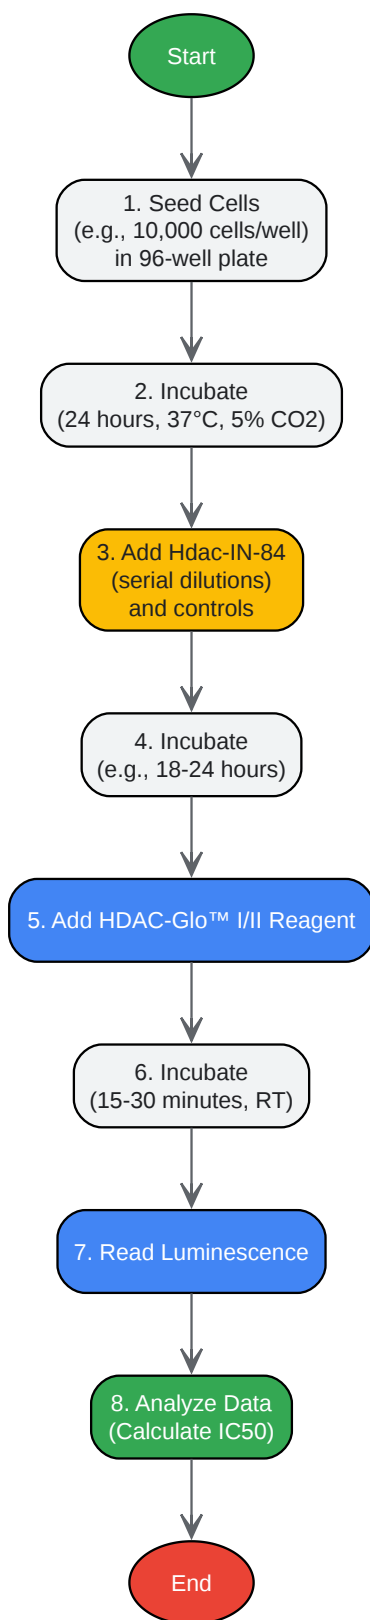 Start
1. Seed Cells
(e.g., 10,000 cells/well)
in 96-well plate
2. Incubate
(24 hours, 37°C, 5% CO2)
3. Add Hdac-IN-84
(serial dilutions)
and controls
4. Incubate
(e.g., 18-24 hours)
5. Add HDAC-Glo™ I/II Reagent
6. Incubate
(15-30 minutes, RT)
7. Read Luminescence
8. Analyze Data
(Calculate IC50)
End